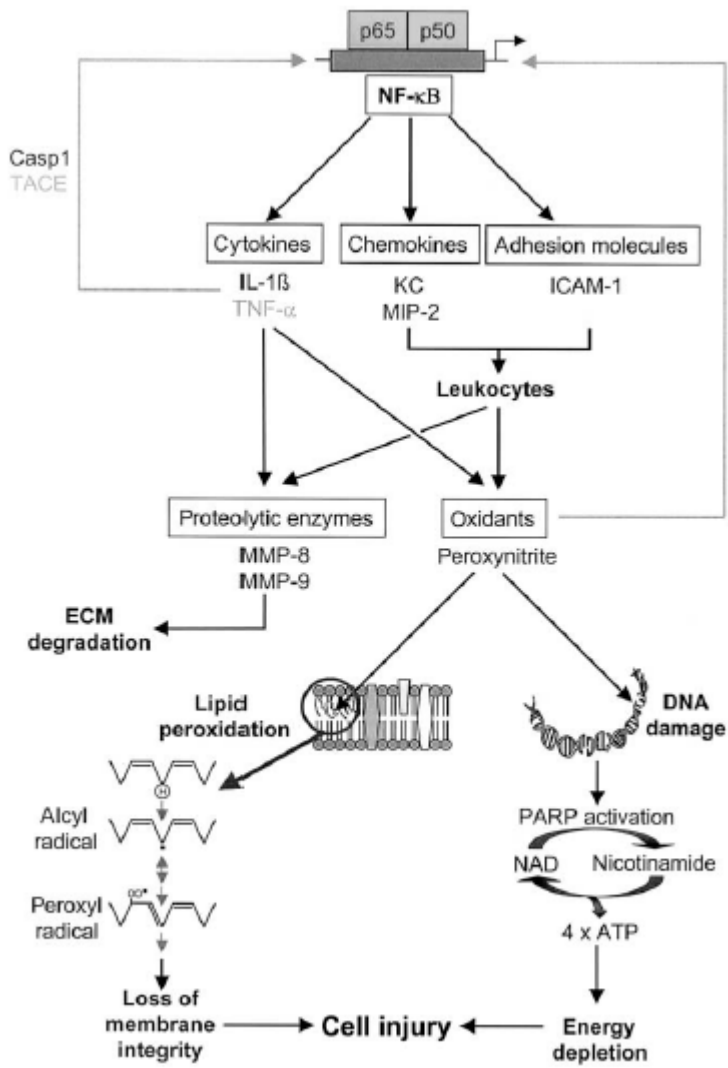 p65 p50
NF-κB
Casp1
TACE
Cytokines Chemokines Adhesion molecules
IL-1ß KC ICAM-1
TNF-α MIP-2
Leukocytes
Proteolytic enzymes Oxidants
MMP-8 Peroxynitrite
MMP-9
ECM
degradation
Lipid
peroxidation
DNA
damage
H
Alcyl
radical
PARP activation
NAD Nicotinamide
OO•
Peroxyl
radical
4 x ATP
Loss of
membrane
integrity
Cell injury
Energy
depletion